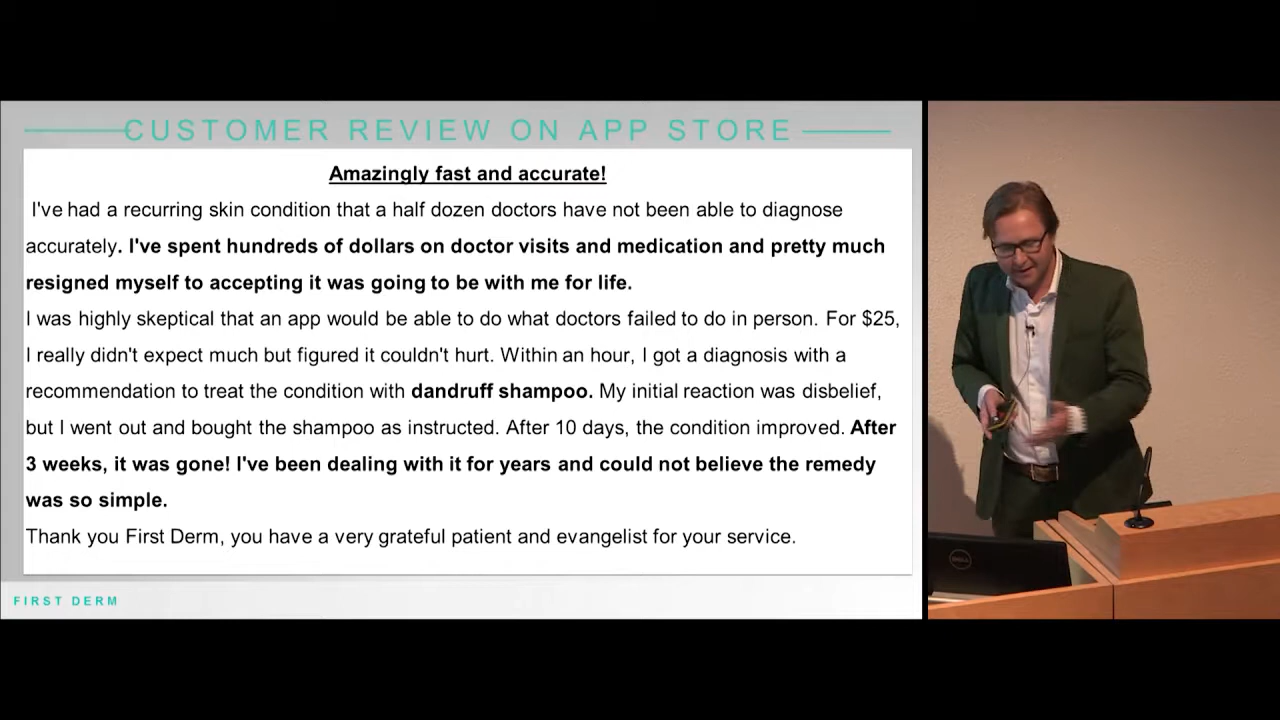 CUSTOMER REVIEW ON APP STORE
Amazingly fast and accurate!
I've had a recurring skin condition that a half dozen doctors have not been able to diagnose
accurately. I've spent hundreds of dollars on doctor visits and medication and pretty much
resigned myself to accepting it was going to be with me for life.
I was highly skeptical that an app would be able to do what doctors failed to do in person. For $25,
I really didn't expect much but figured it couldn't hurt. Within an hour, I got a diagnosis with a
recommendation to treat the condition with dandruff shampoo. My initial reaction was disbelief,
but I went out and bought the shampoo as instructed. After 10 days, the condition improved. After
3 weeks, it was gone! I've been dealing with it for years and could not believe the remedy
was so simple.
Thank you First Derm, you have a very grateful patient and evangelist for your service.
FIRST DERM
DELL